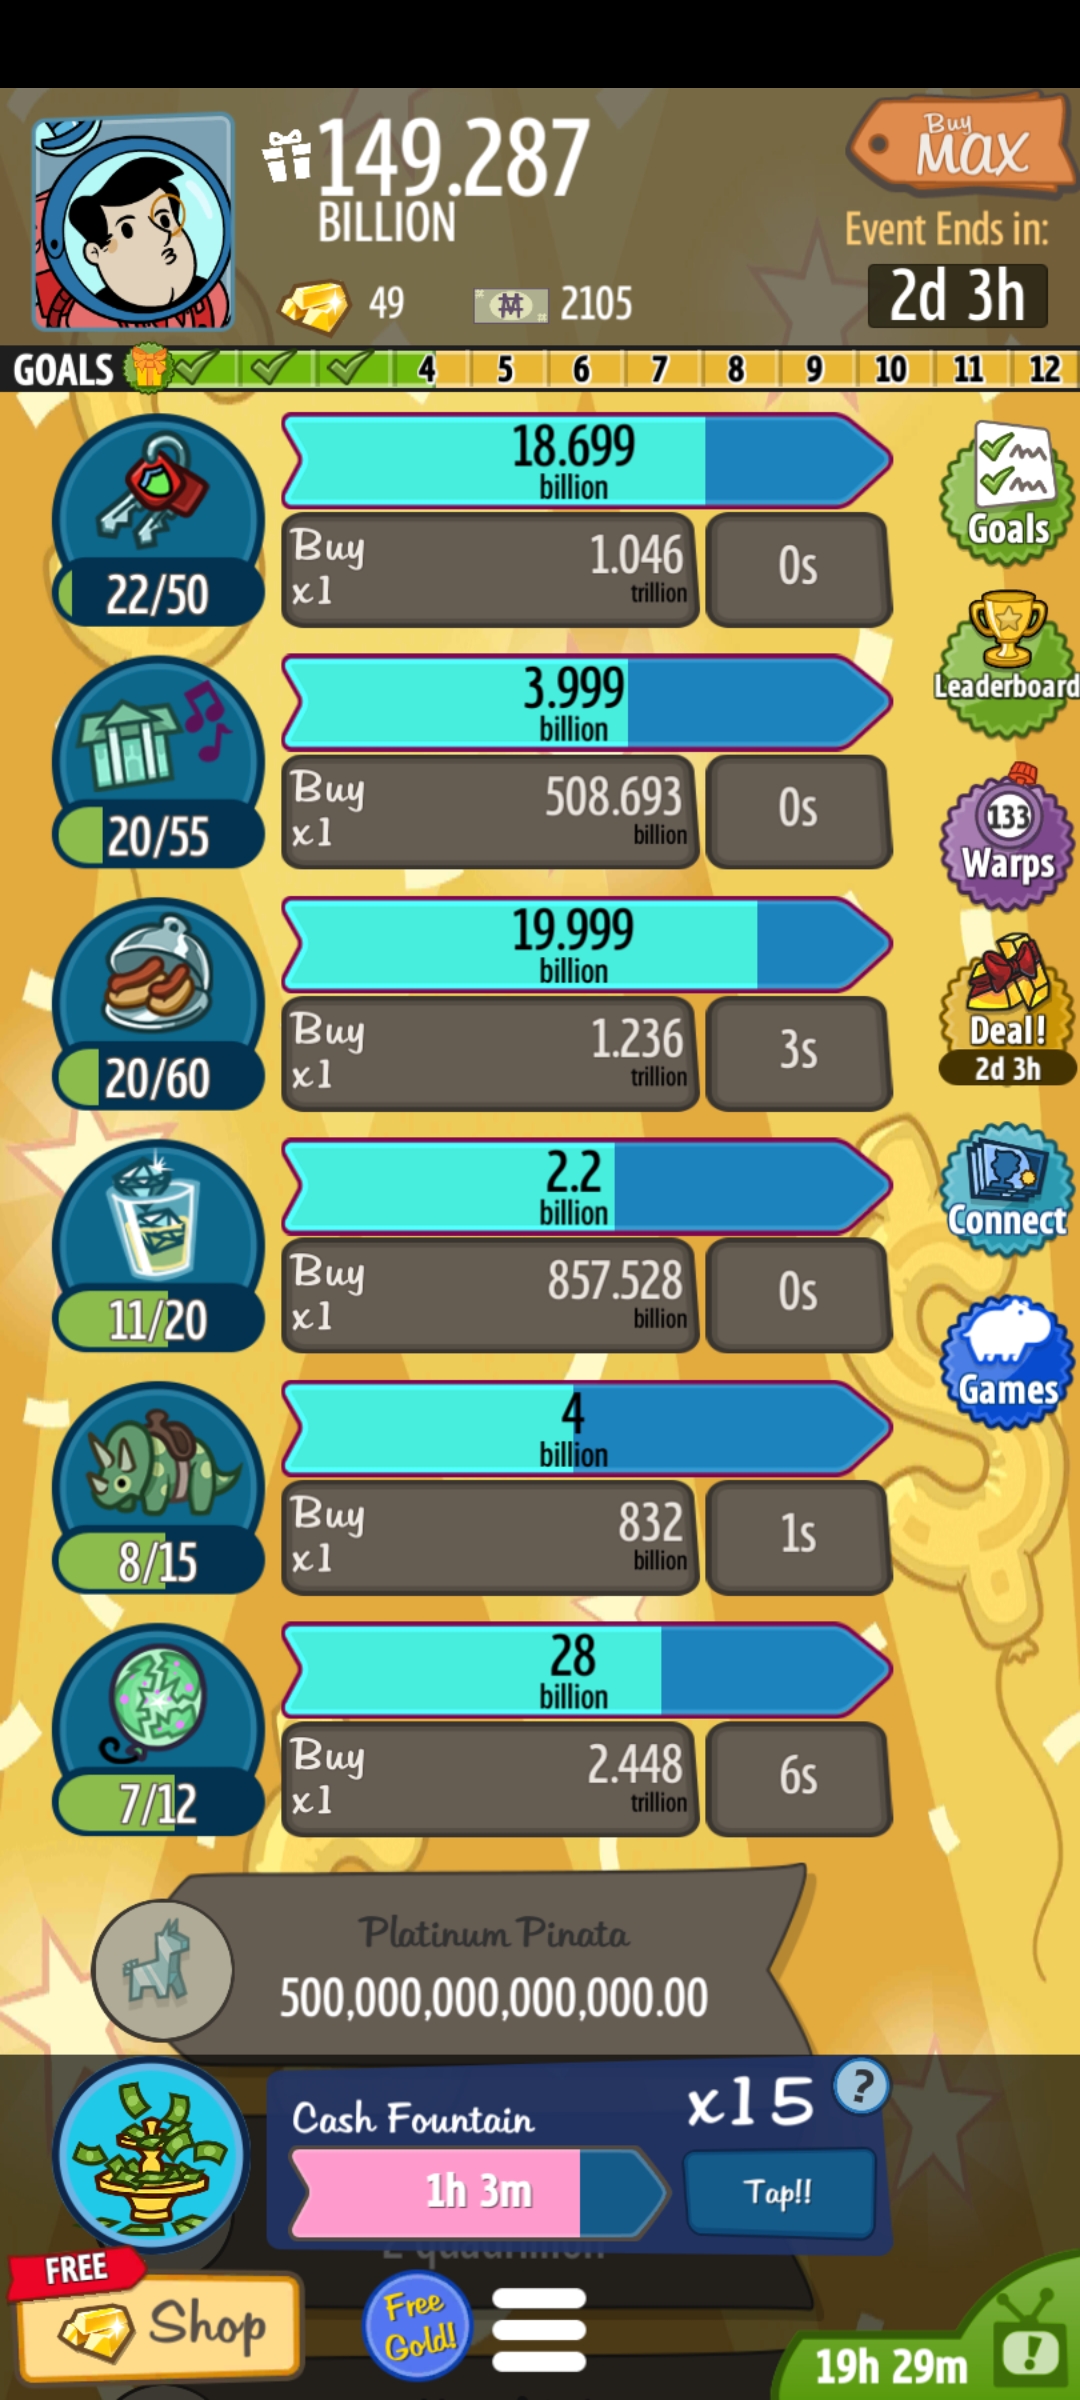 149.287
BILLION
Buy
MAX
Event Ends in:
2d 3h
49
2105
GOALS 4 5 6 7 8 9 10 11 12
18.699
billion
Buy
x1
1.046
trillion
0s
22/50
Goals
3.999
billion
Buy
x1
508.693
billion
0s
20/55
Leaderboard
133
Warps
19.999
billion
Buy
x1
1.236
trillion
3s
20/60
Deal!
2d 3h
2.2
billion
Buy
x1
857.528
billion
0s
11/20
Connect
4
billion
Buy
x1
832
billion
1s
8/15
Games
28
billion
Buy
x1
2.448
trillion
6s
7/12
Platinum Pinata
500,000,000,000,000.00
Cash Fountain
x15
?
1h 3m
Tap!!
2 quadrillion
FREE
Shop
Free
Gold!
19h 29m
!